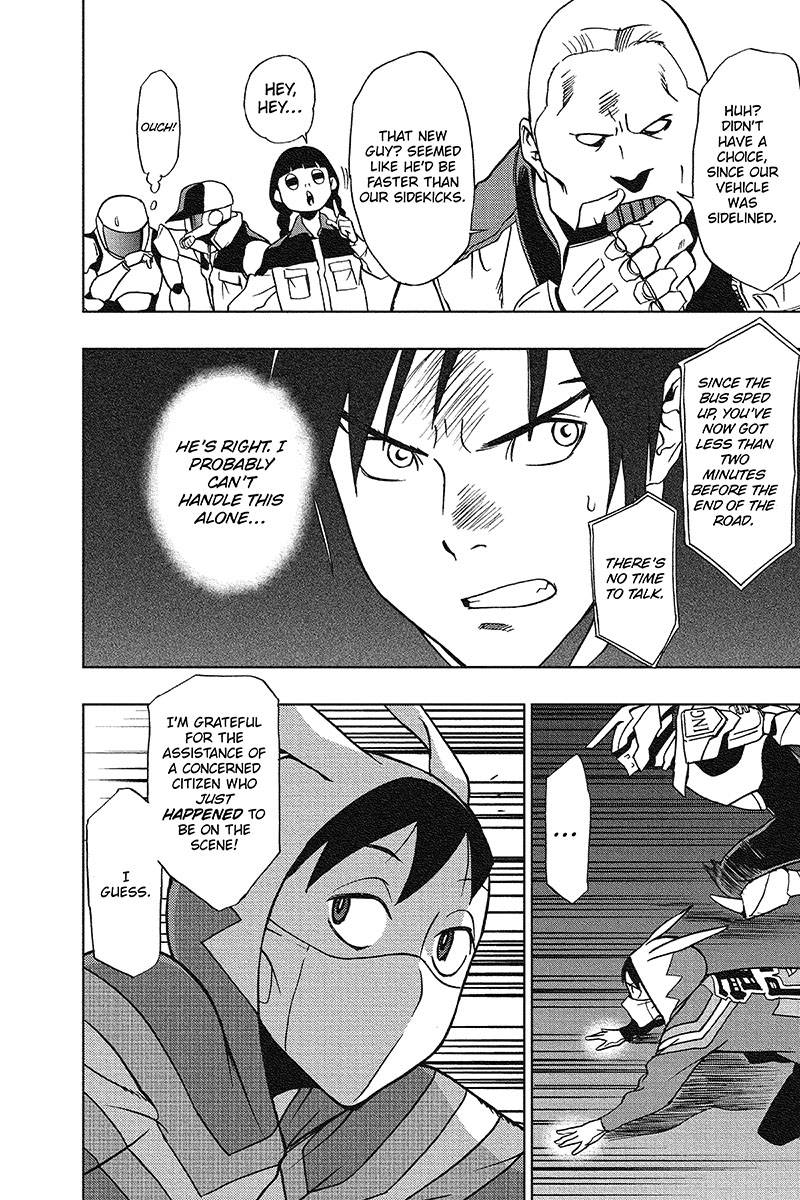 HUH?
DIDN'T
HAVE A
CHOICE,
SINCE OUR
VEHICLE
WAS
SIDELINED.
THAT NEW
GUY? SEEMED
LIKE HE'D BE
FASTER THAN
OUR SIDEKICKS.
HEY,
HEY...
OUCH!
SINCE THE
BUS SPED
UP, YOU'VE
NOW GOT
LESS THAN
TWO
MINUTES
BEFORE THE
END OF THE
ROAD.
THERE'S
NO TIME
TO TALK.
HE'S RIGHT. I
PROBABLY
CAN'T
HANDLE THIS
ALONE...
...
I'M GRATEFUL
FOR THE
ASSISTANCE OF
A CONCERNED
CITIZEN WHO
JUST
HAPPENED TO
BE ON THE
SCENE!
I
GUESS.